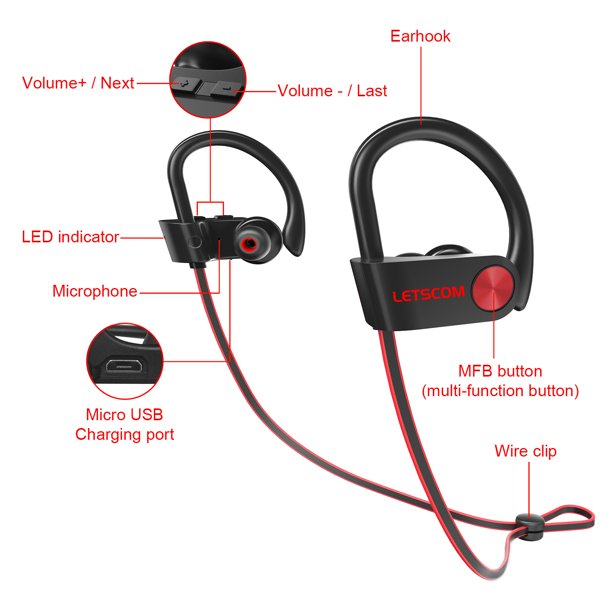 Earhook
Volume+ / Next
Volume - / Last
LED indicator
Microphone
LETSCOM
MFB button
(multi-function button)
Micro USB
Charging port
Wire clip